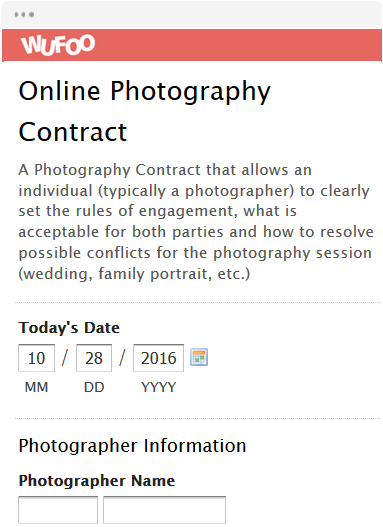 WUFOO
Online Photography
Contract
A Photography Contract that allows an
individual (typically a photographer) to clearly
set the rules of engagement, what is
acceptable for both parties and how to resolve
possible conflicts for the photography session
(wedding, family portrait, etc.)
Today's Date
10 / 28 / 2016
MM DD YYYY
Photographer Information
Photographer Name